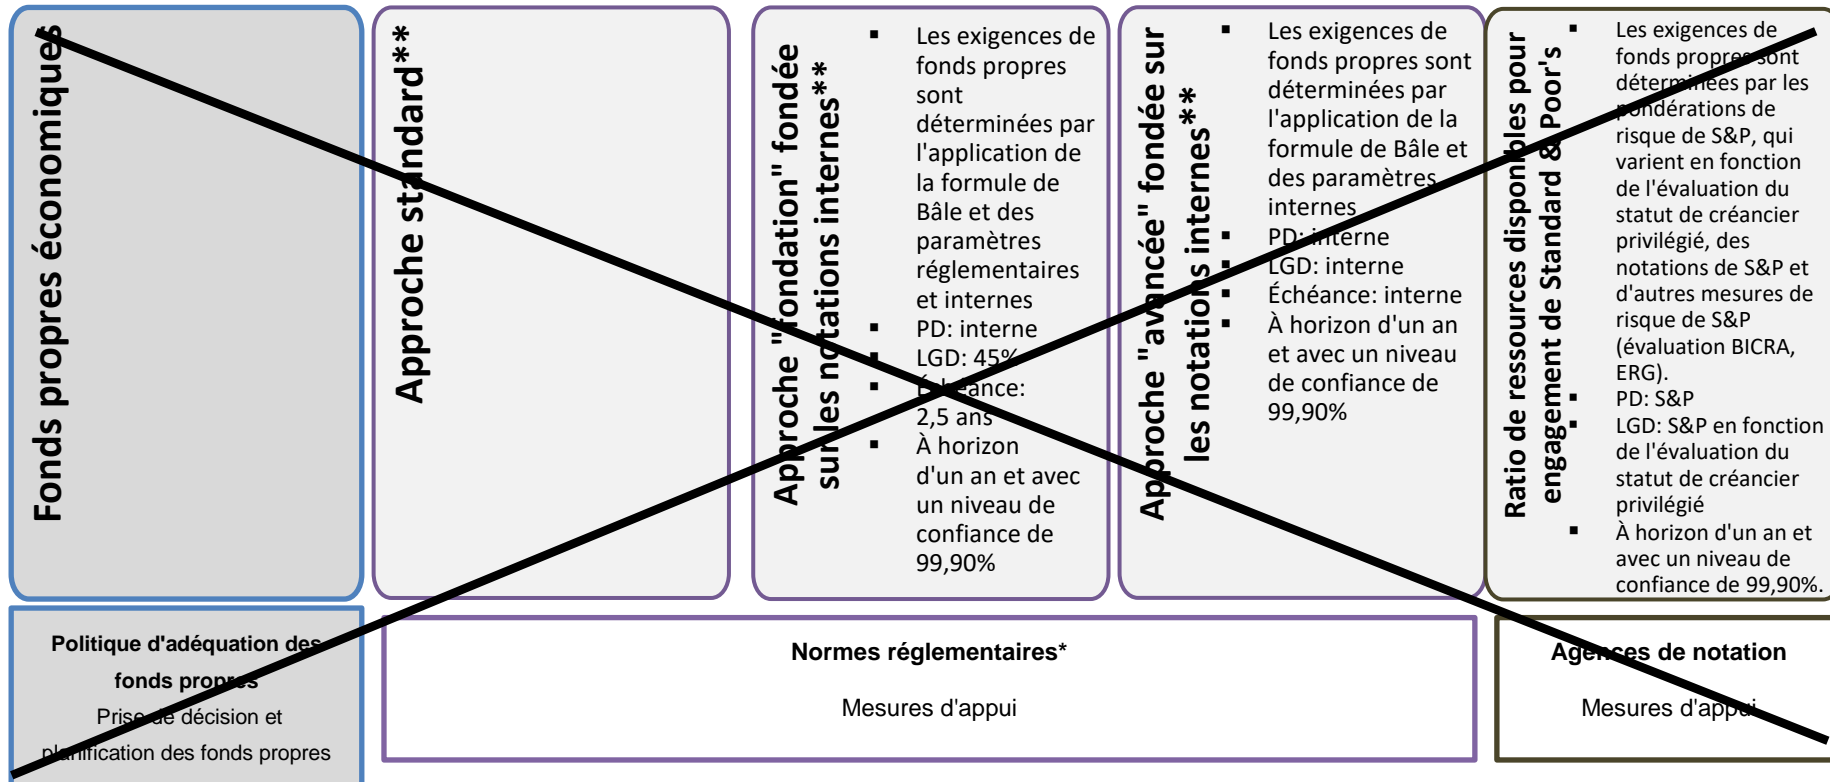 Fonds propres économiques
Approche standard**
Approche "fondation" fondée
sur les notations internes**
▪ Les exigences de
fonds propres
sont
déterminées par
l'application de
la formule de
Bâle et des
paramètres
réglementaires
et internes
▪ PD: interne
▪ LGD: 45%
▪ Échéance:
2,5 ans
▪ À horizon
d'un an et avec
un niveau de
confiance de
99,90%
Approche "avancée" fondée sur
les notations internes**
▪ Les exigences de
fonds propres sont
déterminées par
l'application de la
formule de Bâle et
des paramètres
internes
▪ PD: interne
▪ LGD: interne
▪ Échéance: interne
▪ À horizon d'un an
et avec un niveau
de confiance de
99,90%
Ratio de ressources disponibles pour
engagement de Standard & Poor's
▪ Les exigences de
fonds propres sont
déterminées par les
pondérations de
risque de S&P, qui
varient en fonction
de l'évaluation du
statut de créancier
privilégié, des
notations de S&P et
d'autres mesures de
risque de S&P
(évaluation BICRA,
ERG).
▪ PD: S&P
▪ LGD: S&P en fonction
de l'évaluation du
statut de créancier
privilégié
▪ À horizon d'un an et
avec un niveau de
confiance de 99,90%.
Politique d'adéquation des
fonds propres
Prise de décision et
planification des fonds propres
Normes réglementaires*
Mesures d'appui
Agences de notation
Mesures d'appui